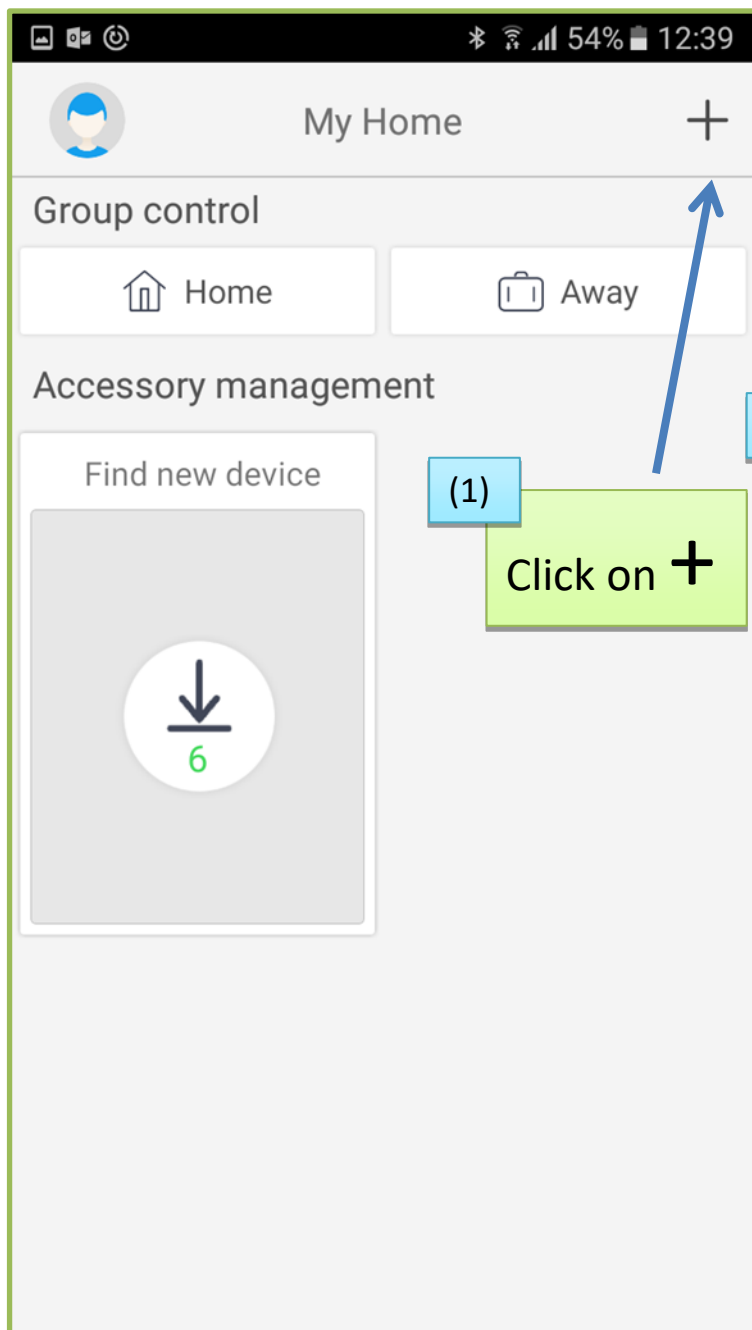 54% 12:39
My Home +
Group control
Home
Away
Accessory management
Find new device
6
(1)
Click on +